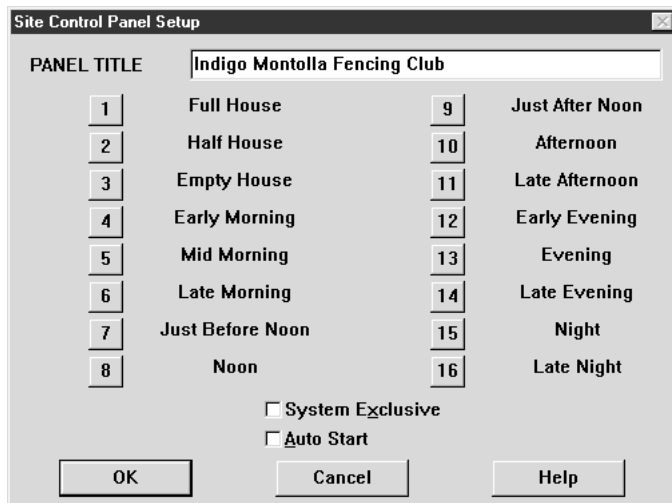 Site Control Panel Setup
PANEL TITLE Indigo Montolla Fencing Club
1 Full House 9 Just After Noon
2 Half House 10 Afternoon
3 Empty House 11 Late Afternoon
4 Early Morning 12 Early Evening
5 Mid Morning 13 Evening
6 Late Morning 14 Late Evening
7 Just Before Noon 15 Night
8 Noon 16 Late Night
System Exclusive
Auto Start
OK Cancel Help